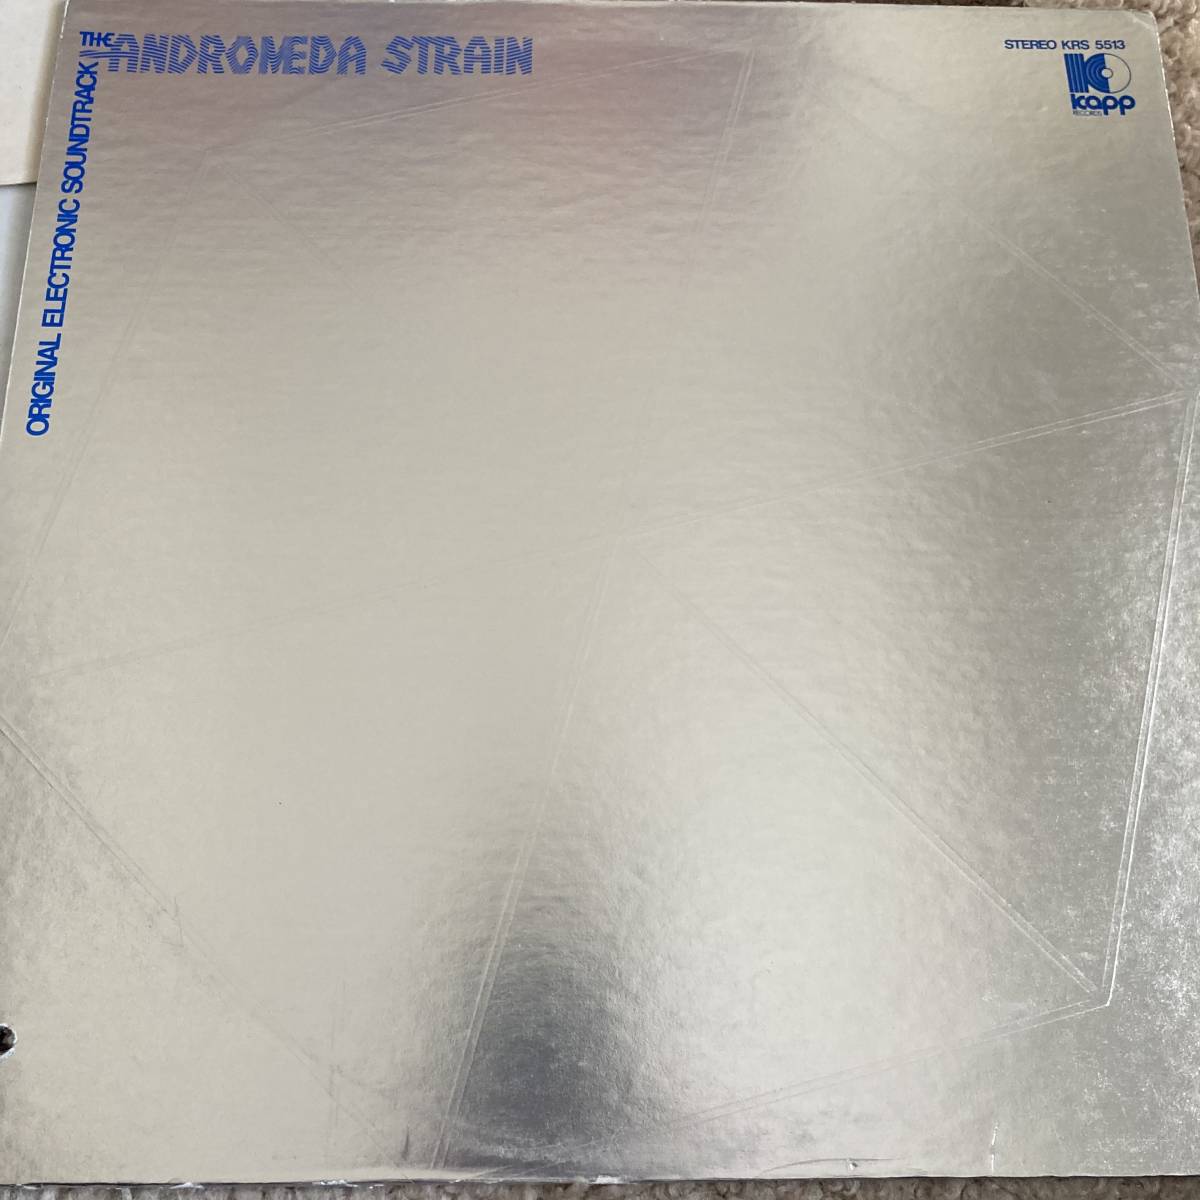 THE ANDROMEDA STRAIN
ORIGINAL ELECTRONIC SOUNDTRACK
STEREO KRS 5513
kapp
RECORDS